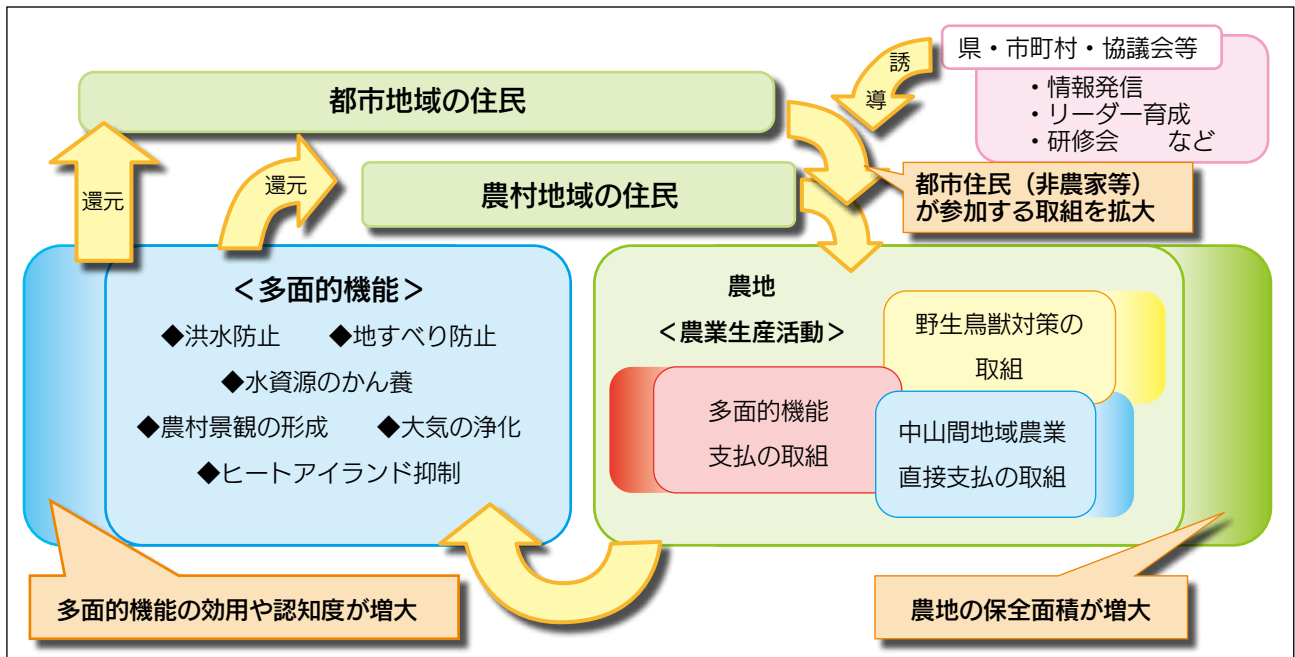 県・市町村・協議会等
・情報発信
・リーダー育成
・研修会　　など
誘
導
都市地域の住民
還元
還元
農村地域の住民
都市住民（非農家等）
が参加する取組を拡大
＜多面的機能＞
◆洪水防止　　◆地すべり防止
◆水資源のかん養
◆農村景観の形成　　◆大気の浄化
◆ヒートアイランド抑制
農地
＜農業生産活動＞
野生鳥獣対策の
取組
多面的機能
支払の取組
中山間地域農業
直接支払の取組
多面的機能の効用や認知度が増大
農地の保全面積が増大